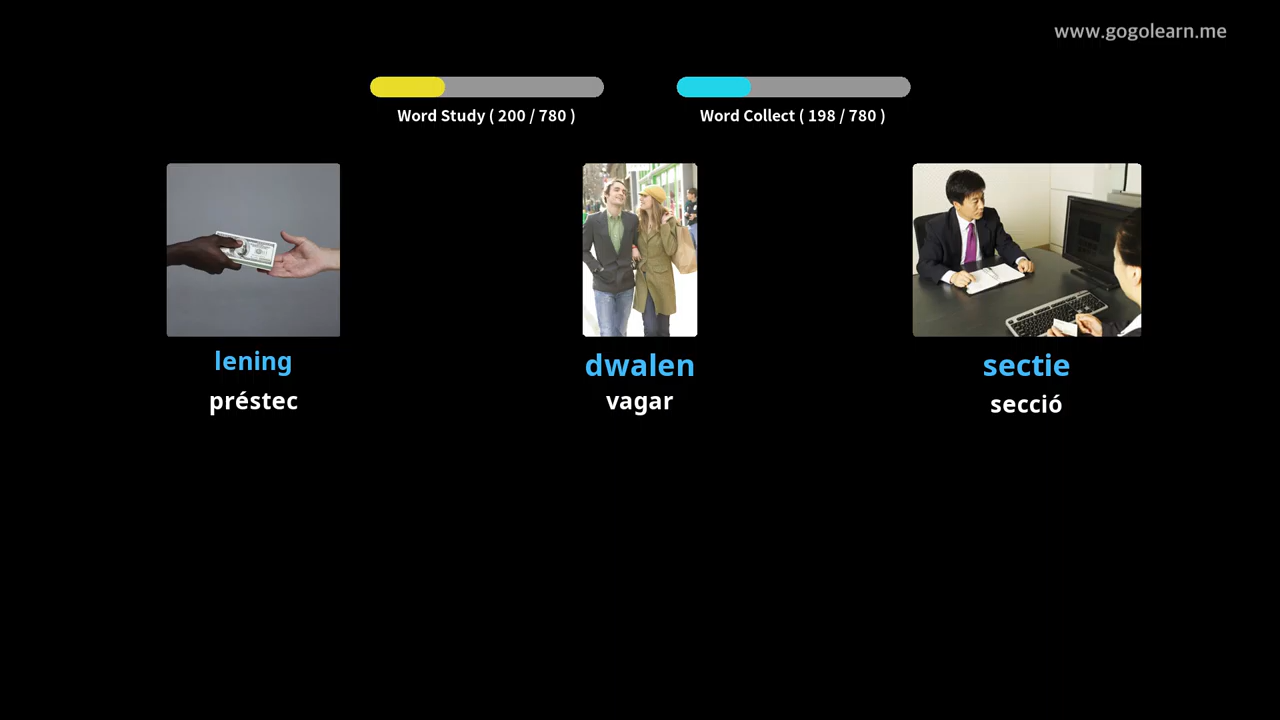 www.gogolearn.me
Word Study ( 200 / 780 )
Word Collect ( 198 / 780 )
lening
préstec
dwalen
vagar
sectie
secció